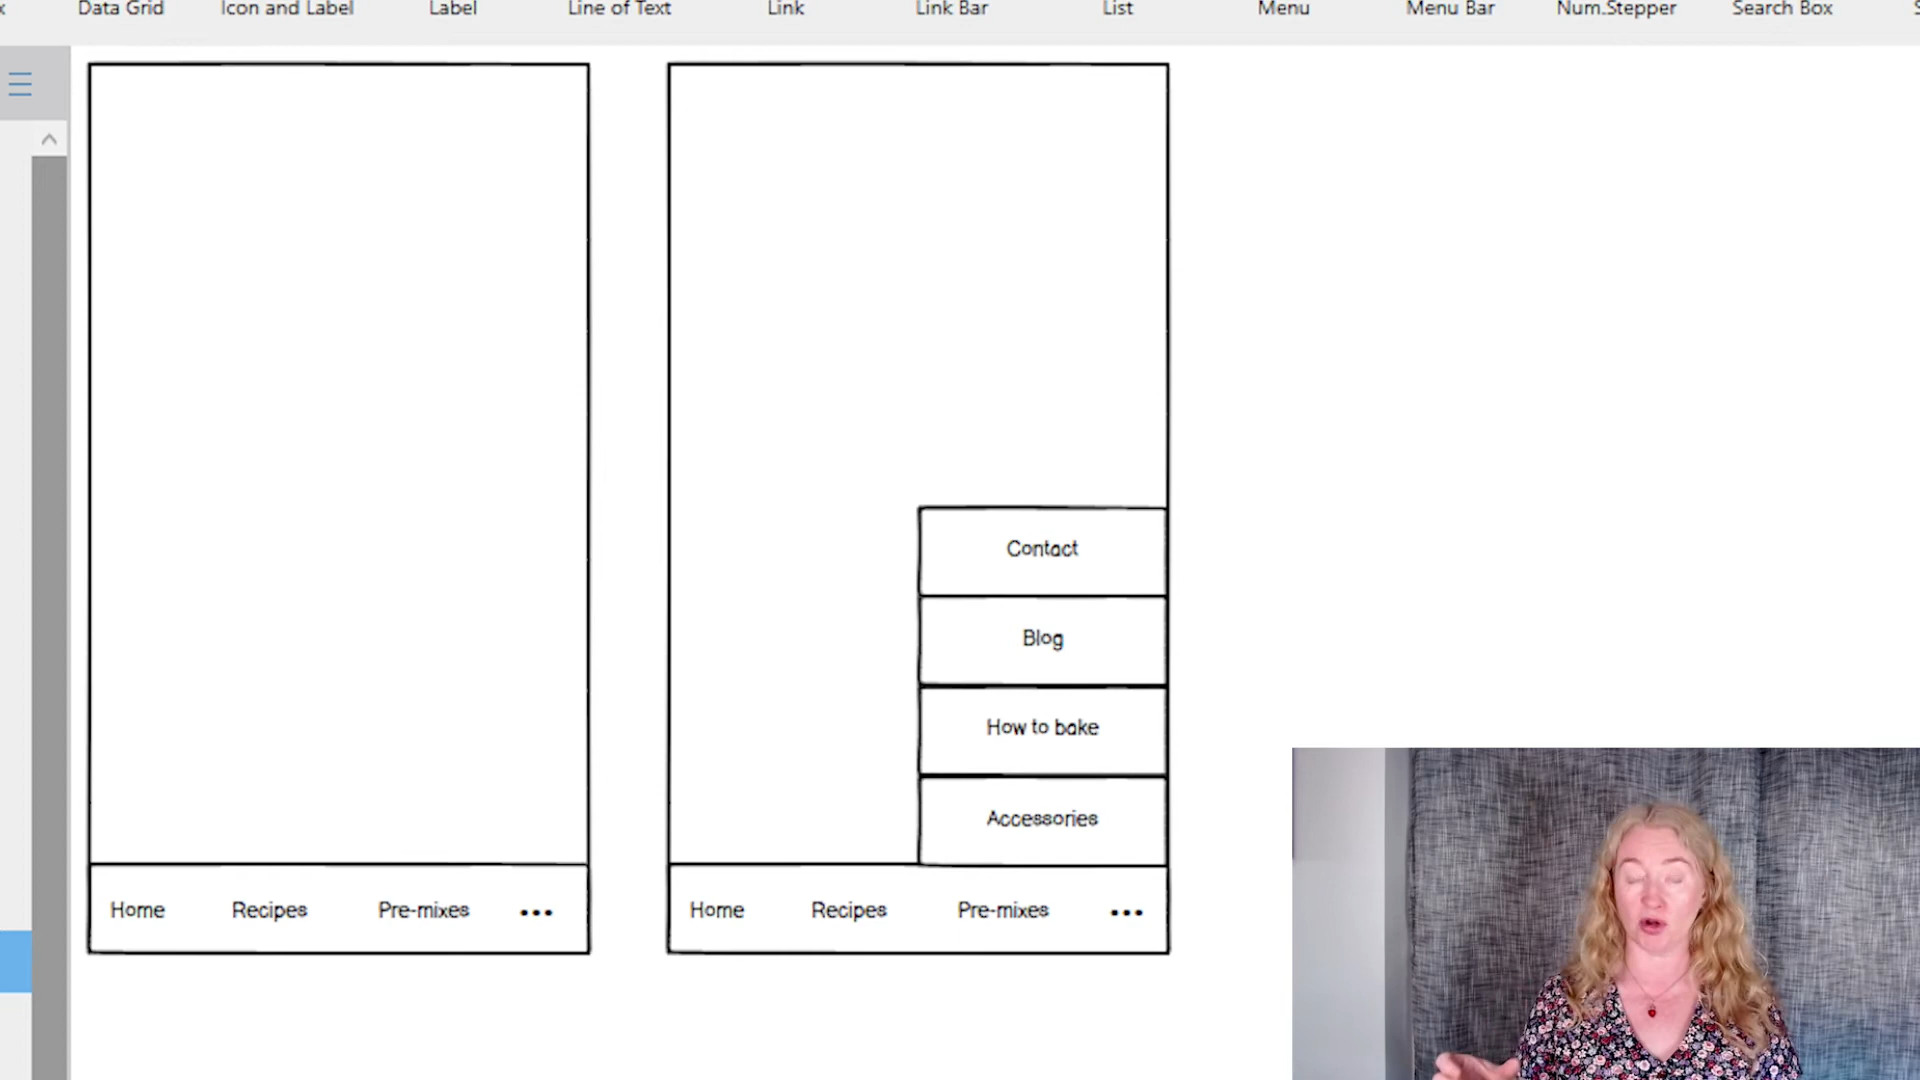 Data Grid Icon and Label Label Line of Text Link Link Bar List Menu Menu Bar Num.Stepper Search Box
Contact
Blog
How to bake
Accessories
Home Recipes Pre-mixes •••
Home Recipes Pre-mixes •••